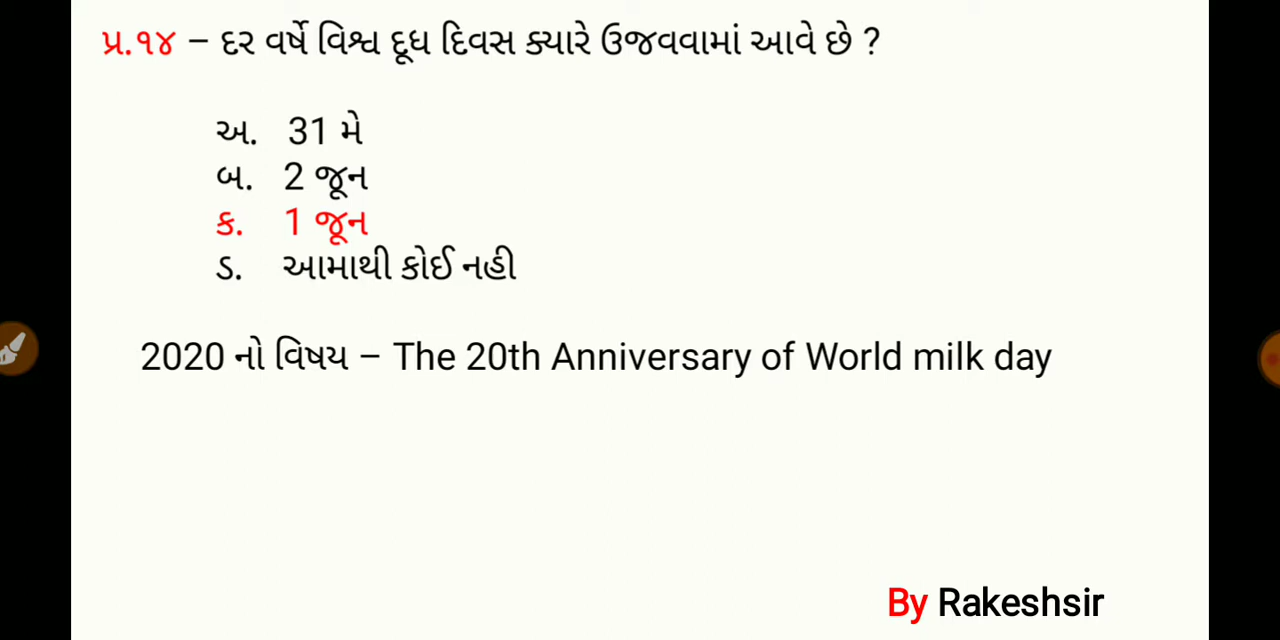 પ્ર.૧૪ – દર વર્ષે વિશ્વ દૂધ દિવસ ક્યારે ઉજવવામાં આવે છે ?
અ. 31 મે
બ. 2 જૂન
ક. 1 જૂન
ડ. આમાથી કોઈ નહી
2020 નો વિષય – The 20th Anniversary of World milk day
By Rakeshsir